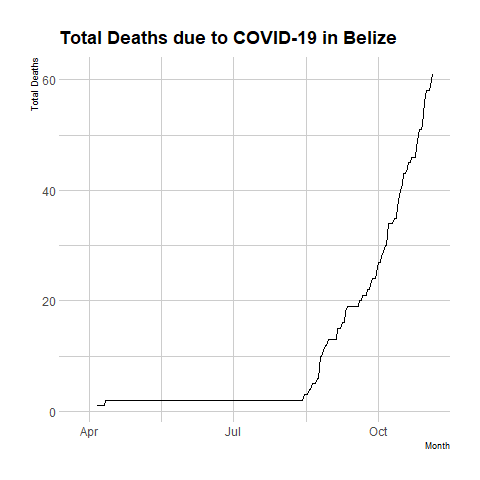 Total Deaths due to COVID-19 in Belize
Total Deaths
60
40
20
0
Apr Jul Oct
Month